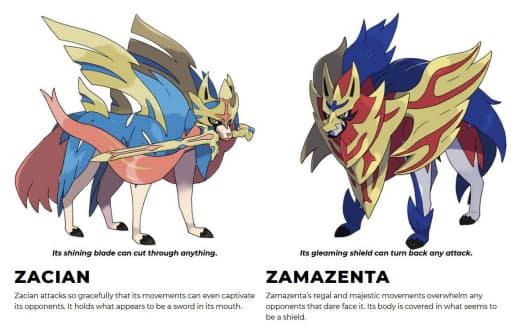 Its shining blade can cut through anything.
ZACIAN
Zacian attacks so gracefully that its movements can even captivate
its opponents. It holds what appears to be a sword in its mouth.
Its gleaming shield can turn back any attack.
ZAMAZENTA
Zamazenta's regal and majestic movements overwhelm any
opponents that dare face it. Its body is covered in what seems to
be a shield.